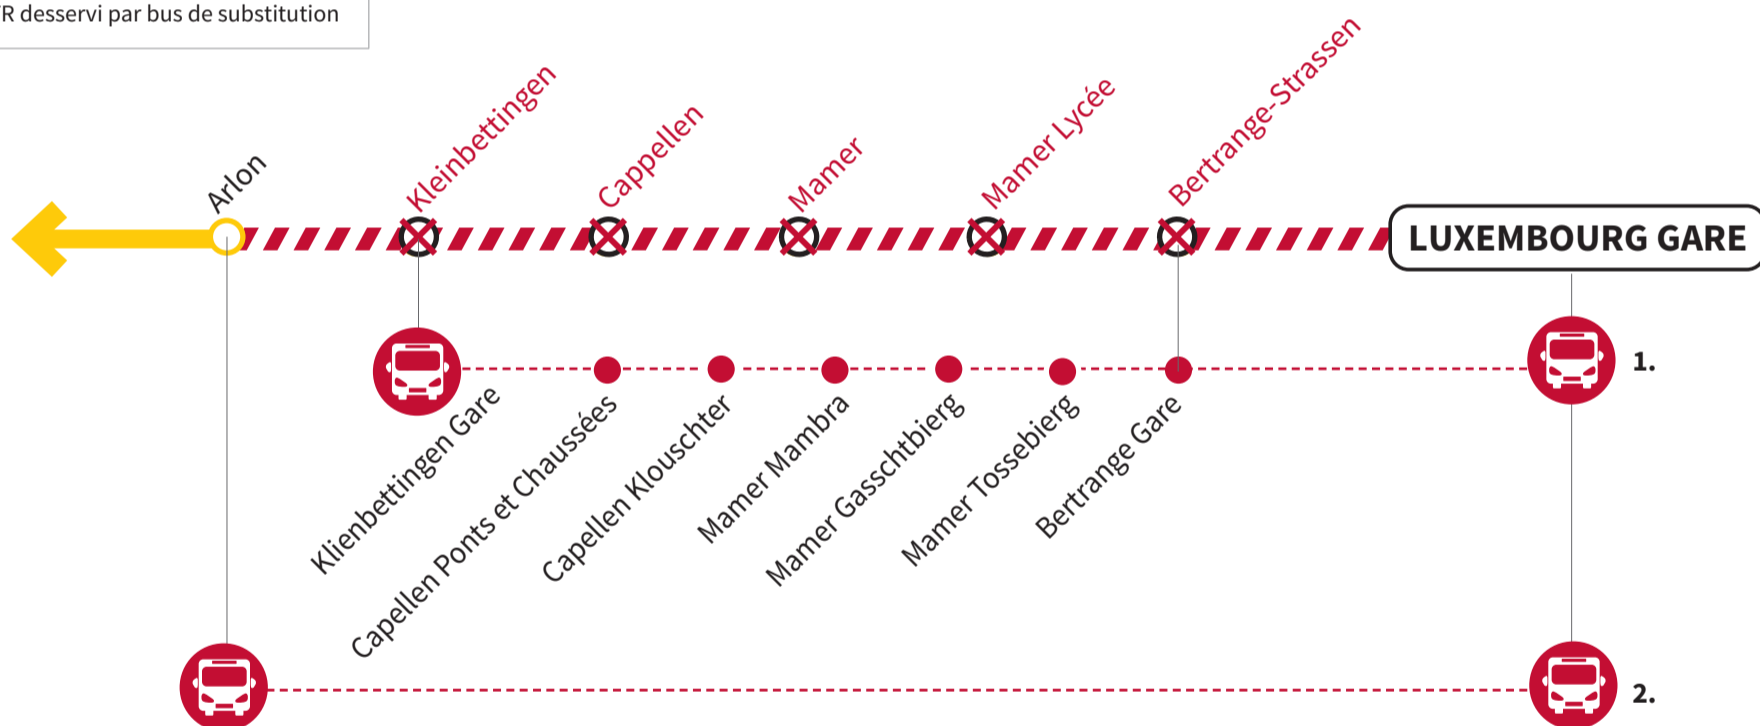 R desservi par bus de substitution
Arlon
Kleinbettingen
Cappellen
Mamer
Mamer Lycée
Bertrange-Strassen
LUXEMBOURG GARE
1.
Klienbettingen Gare
Capellen Ponts et Chaussées
Capellen Klouschter
Mamer Mambra
Mamer Gasschtbierg
Mamer Tossebierg
Bertrange Gare
2.